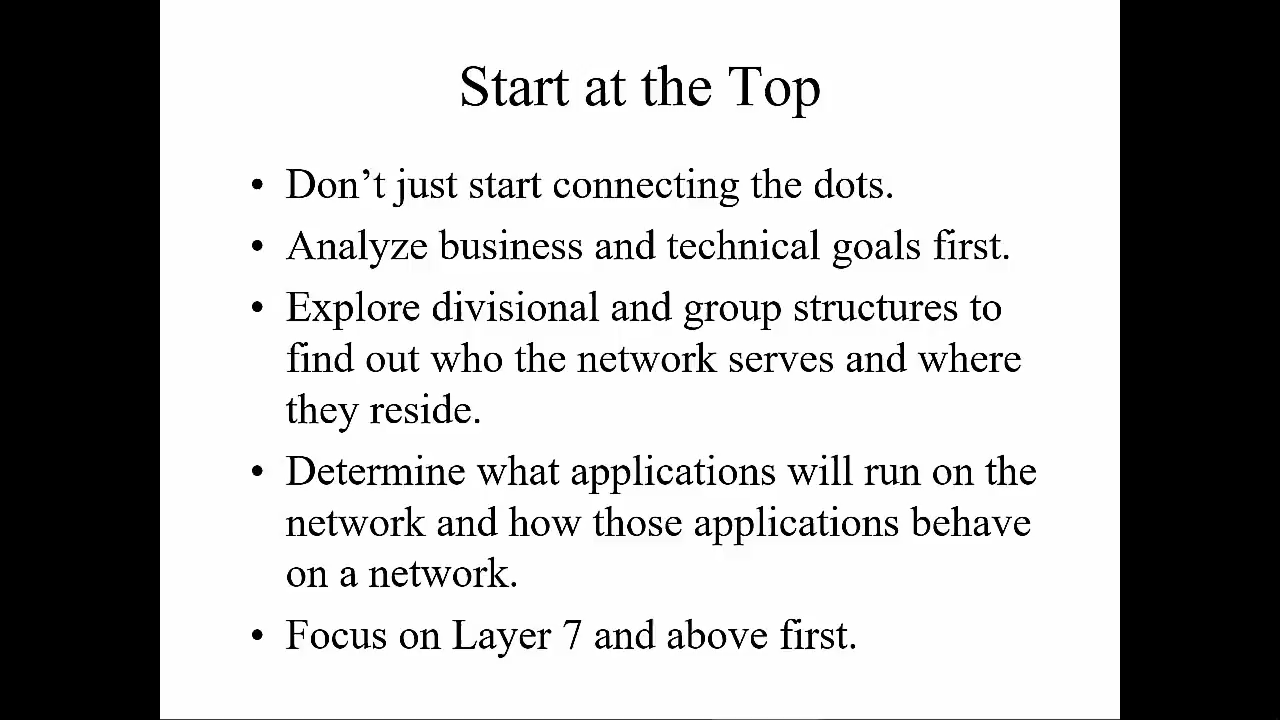 Start at the Top
• Don’t just start connecting the dots.
• Analyze business and technical goals first.
• Explore divisional and group structures to
find out who the network serves and where
they reside.
• Determine what applications will run on the
network and how those applications behave
on a network.
• Focus on Layer 7 and above first.